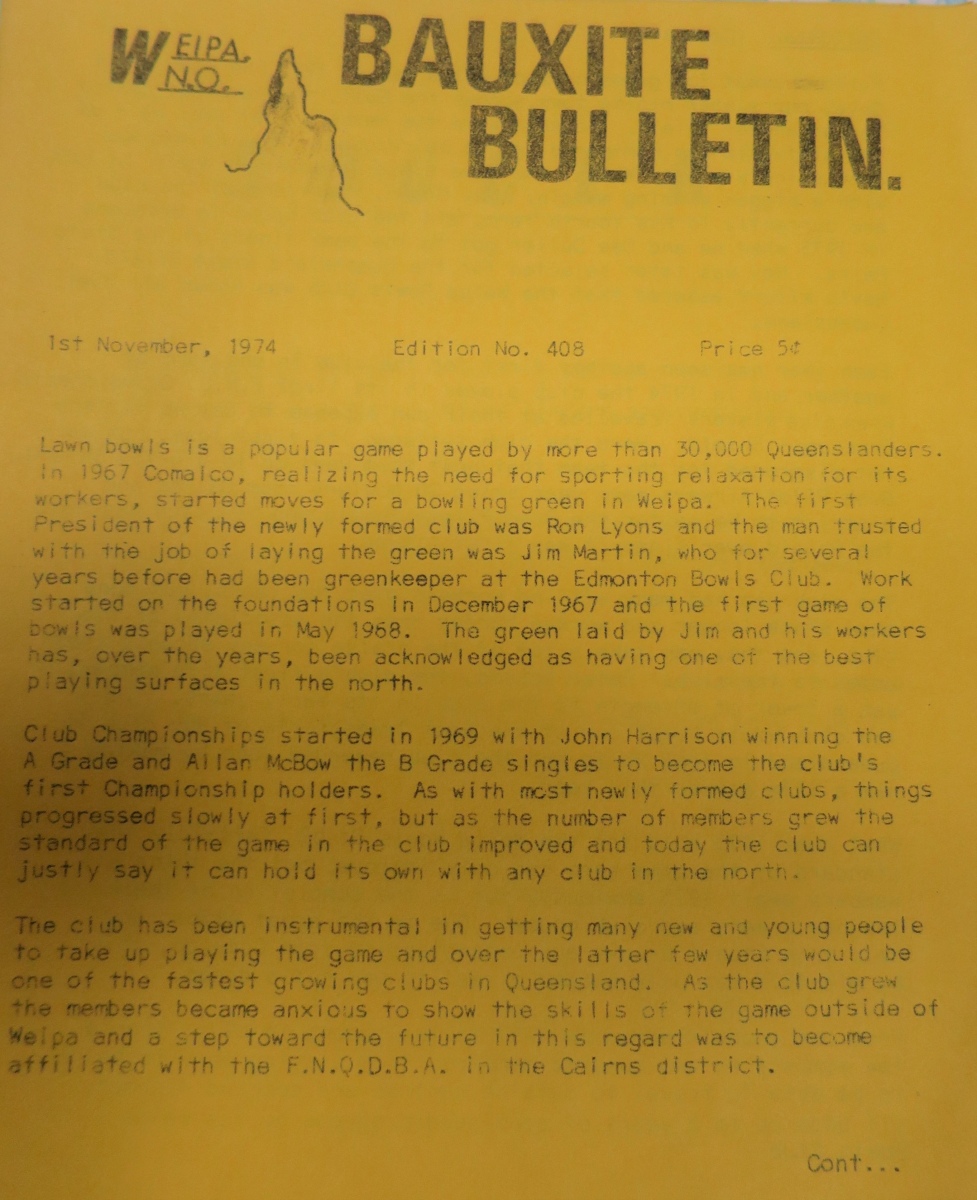 WEIPA.
N.Q.
BAUXITE
BULLETIN.
1st November, 1974 Edition No. 408 Price 5¢
Lawn bowls is a popular game played by more than 30,000 Queenslanders.
In 1967 Comalco, realizing the need for sporting relaxation for its
workers, started moves for a bowling green in Weipa. The first
President of the newly formed club was Ron Lyons and the man trusted
with the job of laying the green was Jim Martin, who for several
years before had been greenkeeper at the Edmonton Bowls Club. Work
started on the foundations in December 1967 and the first game of
bowls was played in May 1968. The green laid by Jim and his workers
has, over the years, been acknowledged as having one of the best
playing surfaces in the north.
Club Championships started in 1969 with John Harrison winning the
A Grade and Allan McBow the B Grade singles to become the club's
first Championship holders. As with most newly formed clubs, things
progressed slowly at first, but as the number of members grew the
standard of the game in the club improved and today the club can
justly say it can hold its own with any club in the north.
The club has been instrumental in getting many new and young people
to take up playing the game and over the latter few years would be
one of the fastest growing clubs in Queensland. As the club grew
the members became anxious to show the skills of the game outside of
Weipa and a step toward the future in this regard was to become
affiliated with the F.N.Q.D.B.A. in the Cairns district.
Cont...